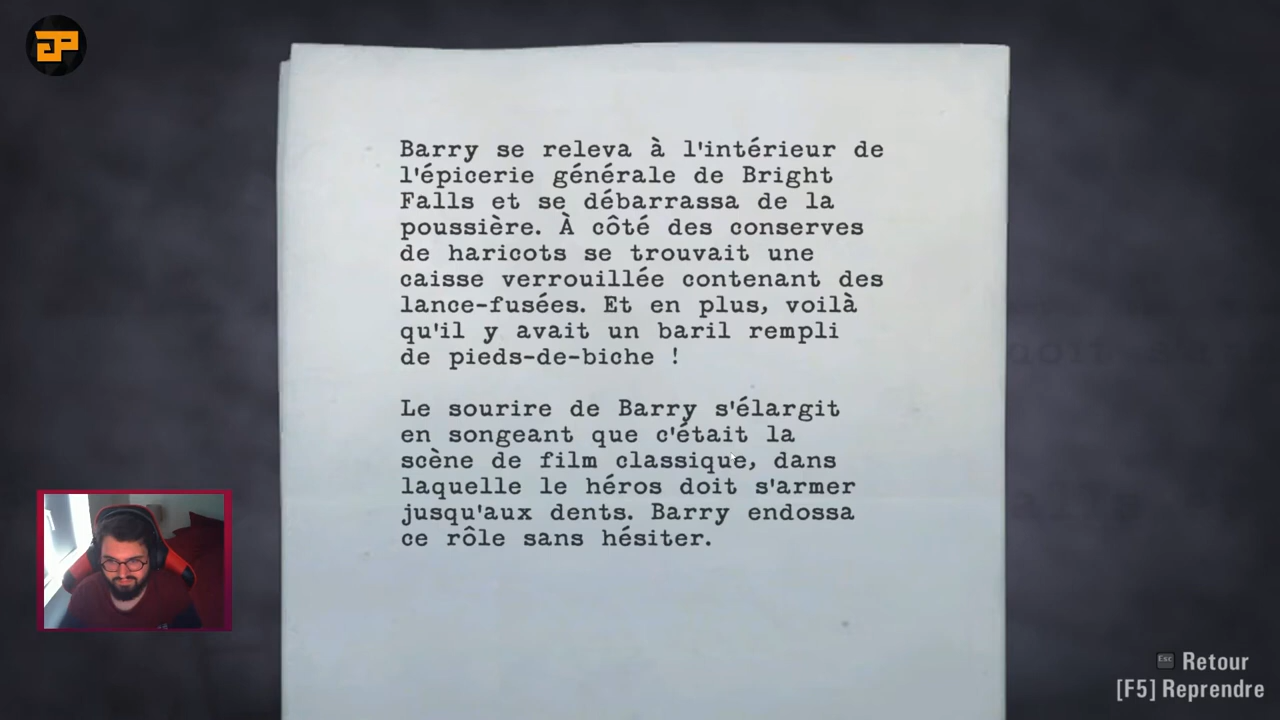 JP
Barry se releva à l'intérieur de
l'épicerie générale de Bright
Falls et se débarrassa de la
poussière. À côté des conserves
de haricots se trouvait une
caisse verrouillée contenant des
lance-fusées. Et en plus, voilà
qu'il y avait un baril rempli
de pieds-de-biche !
Le sourire de Barry s'élargit
en songeant que c'était la
scène de film classique, dans
laquelle le héros doit s'armer
jusqu'aux dents. Barry endossa
ce rôle sans hésiter.
Esc Retour
[F5] Reprendre